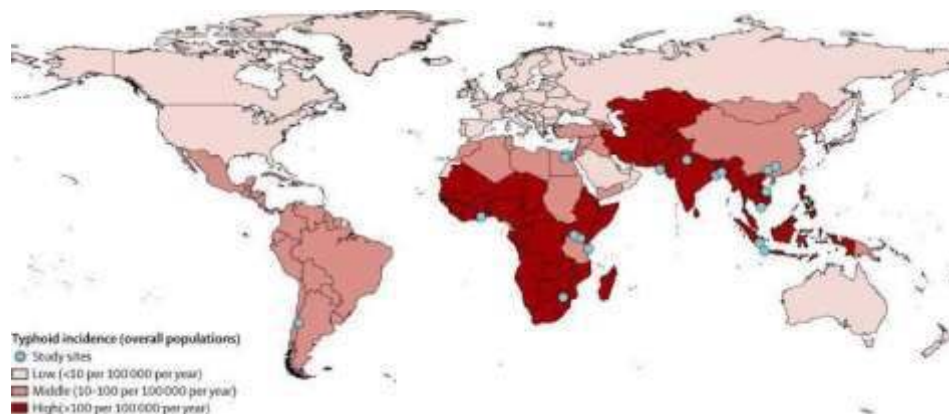 Typhoid incidence (overall populations)
Study sites
Low (<10 per 100 000 per year)
Middle (10–100 per 100 000 per year)
High(>100 per 100 000 per year)